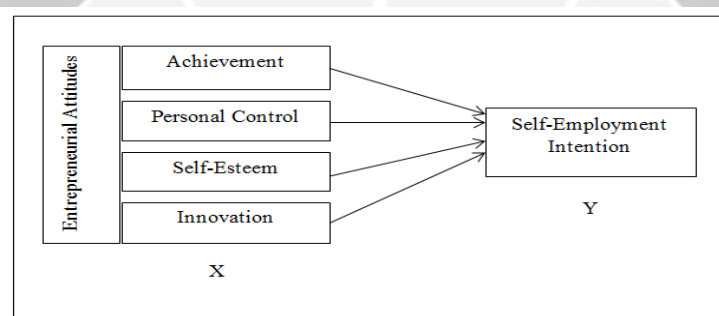 Entrepreneurial Attitudes
Achievement
Personal Control
Self-Esteem
Innovation
X
Self-Employment
Intention
Y